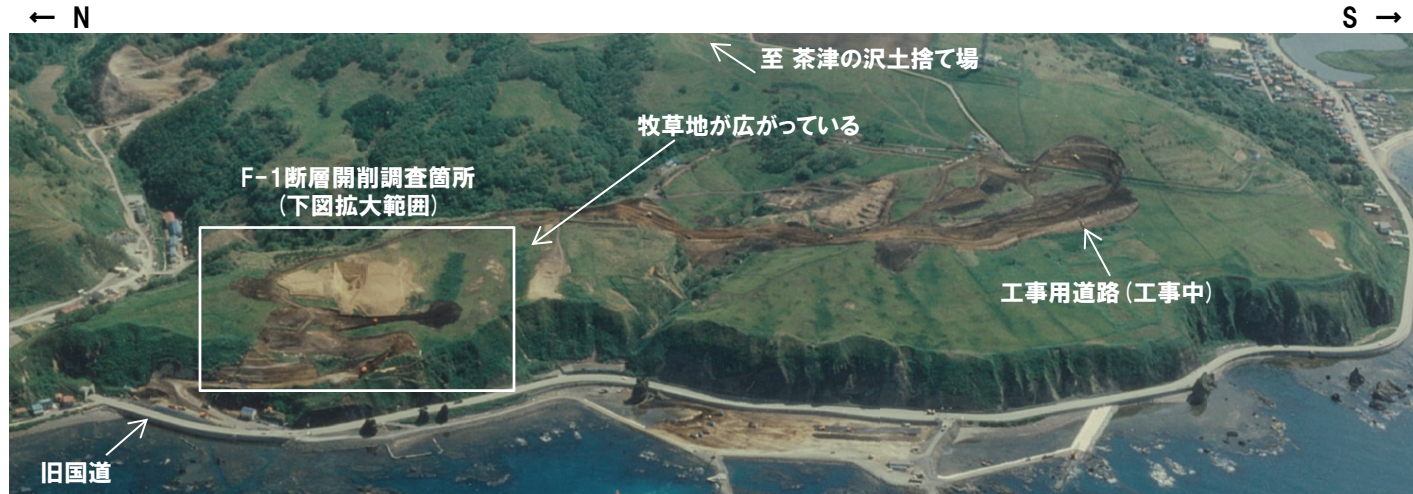 ← N
S →
至 茶津の沢土捨て場
牧草地が広がっている
F-1断層開削調査箇所
(下図拡大範囲)
工事用道路(工事中)
旧国道